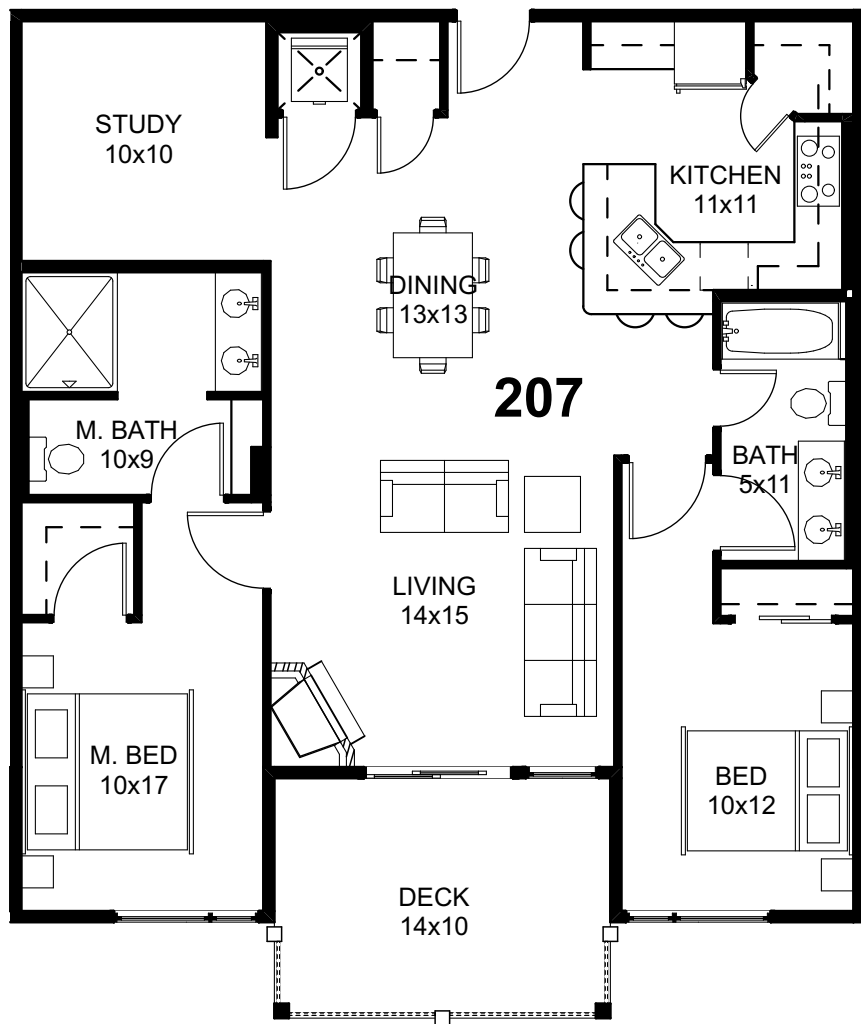 STUDY
10x10
KITCHEN
11x11
DINING
13x13
207
M. BATH
10x9
BATH
5x11
LIVING
14x15
M. BED
10x17
BED
10x12
DECK
14x10